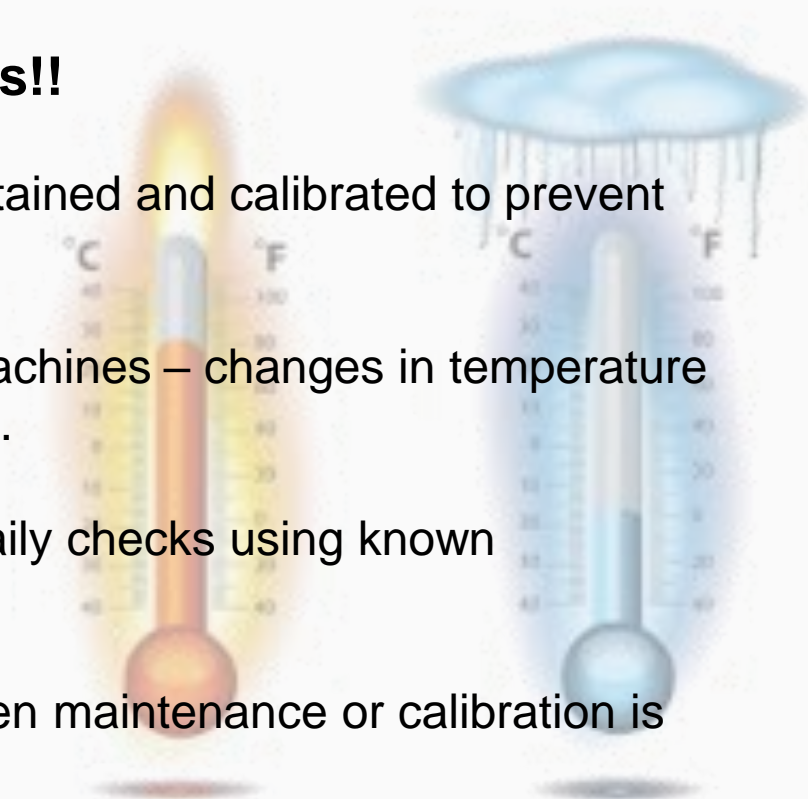 s!!
tained and calibrated to prevent
°C °F °C °F
achines – changes in temperature
.
aily checks using known
en maintenance or calibration is